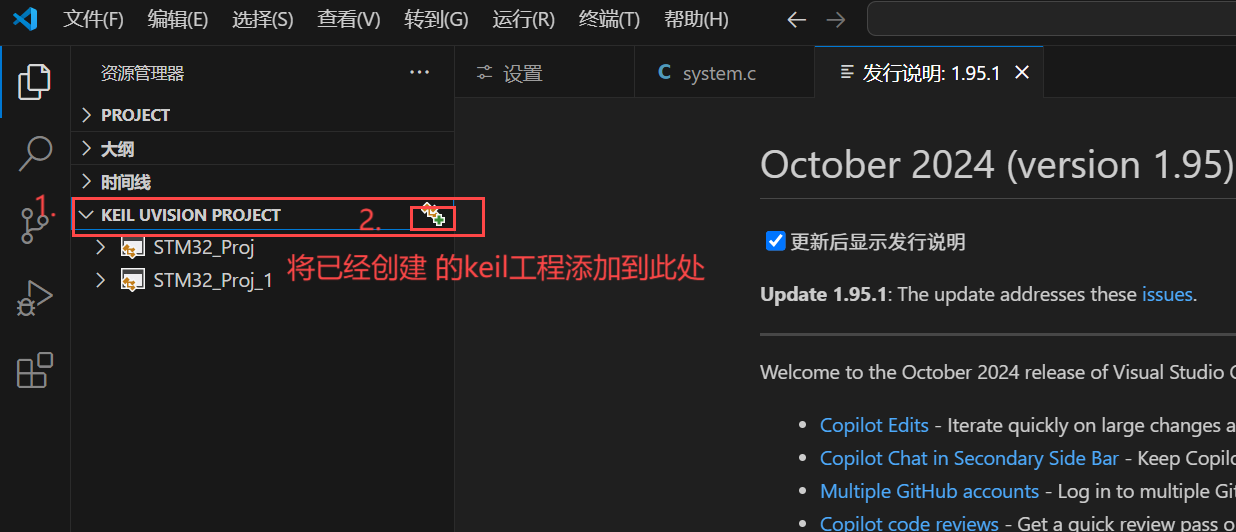 文件(F) 编辑(E) 选择(S) 查看(V) 转到(G) 运行(R) 终端(T) 帮助(H)
资源管理器
设置
C system.c
发行说明: 1.95.1
PROJECT
大纲
时间线
1.
KEIL UVISION PROJECT
2.
STM32_Proj
STM32_Proj_1
将已经创建 的keil工程添加到此处
October 2024 (version 1.95)
更新后显示发行说明
Update 1.95.1: The update addresses these issues.
Welcome to the October 2024 release of Visual Studio
Copilot Edits - Iterate quickly on large changes a
Copilot Chat in Secondary Side Bar - Keep Copil
Multiple GitHub accounts - Log in to multiple Git
Copilot code reviews - Get a quick review pass o